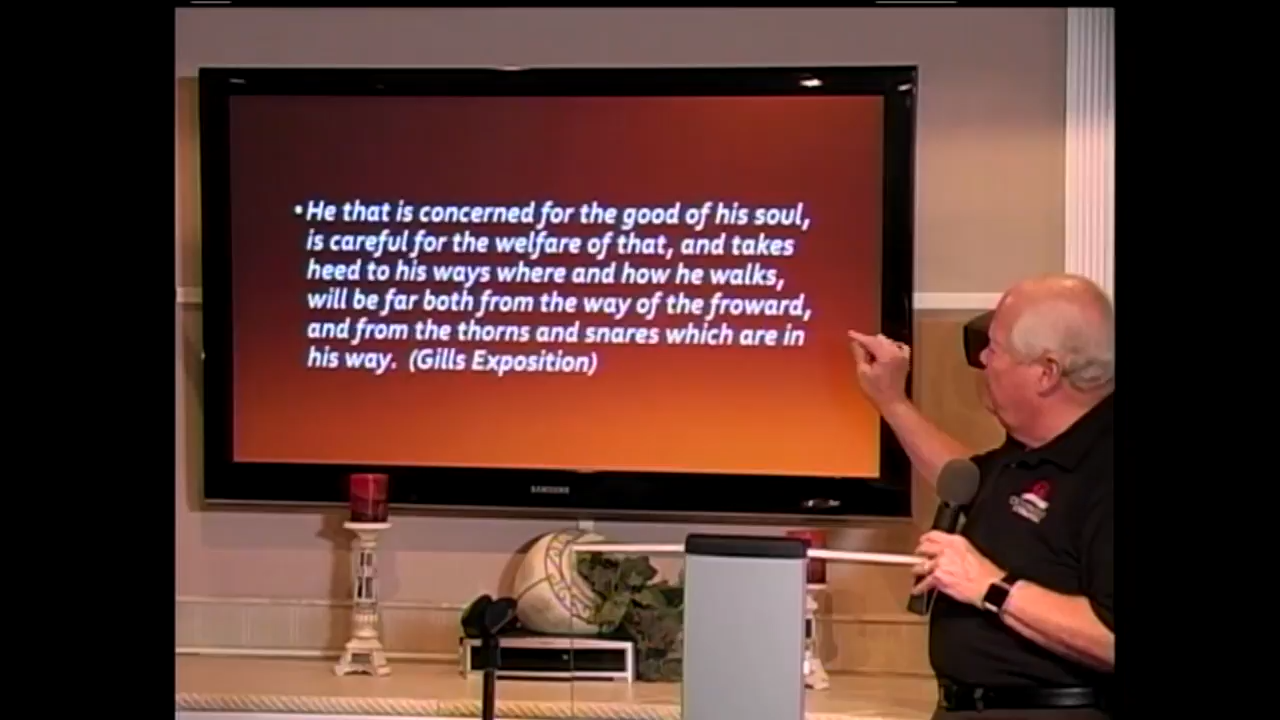 • He that is concerned for the good of his soul,
is careful for the welfare of that, and takes
heed to his ways where and how he walks,
will be far both from the way of the froward,
and from the thorns and snares which are in
his way. (Gills Exposition)
SAMSUNG